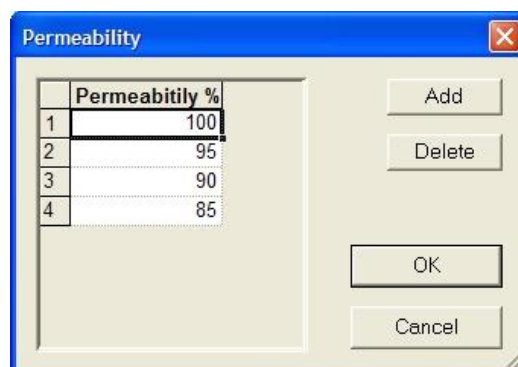 Permeability
Permeabitily %
1 100
2 95
3 90
4 85
Add
Delete
OK
Cancel